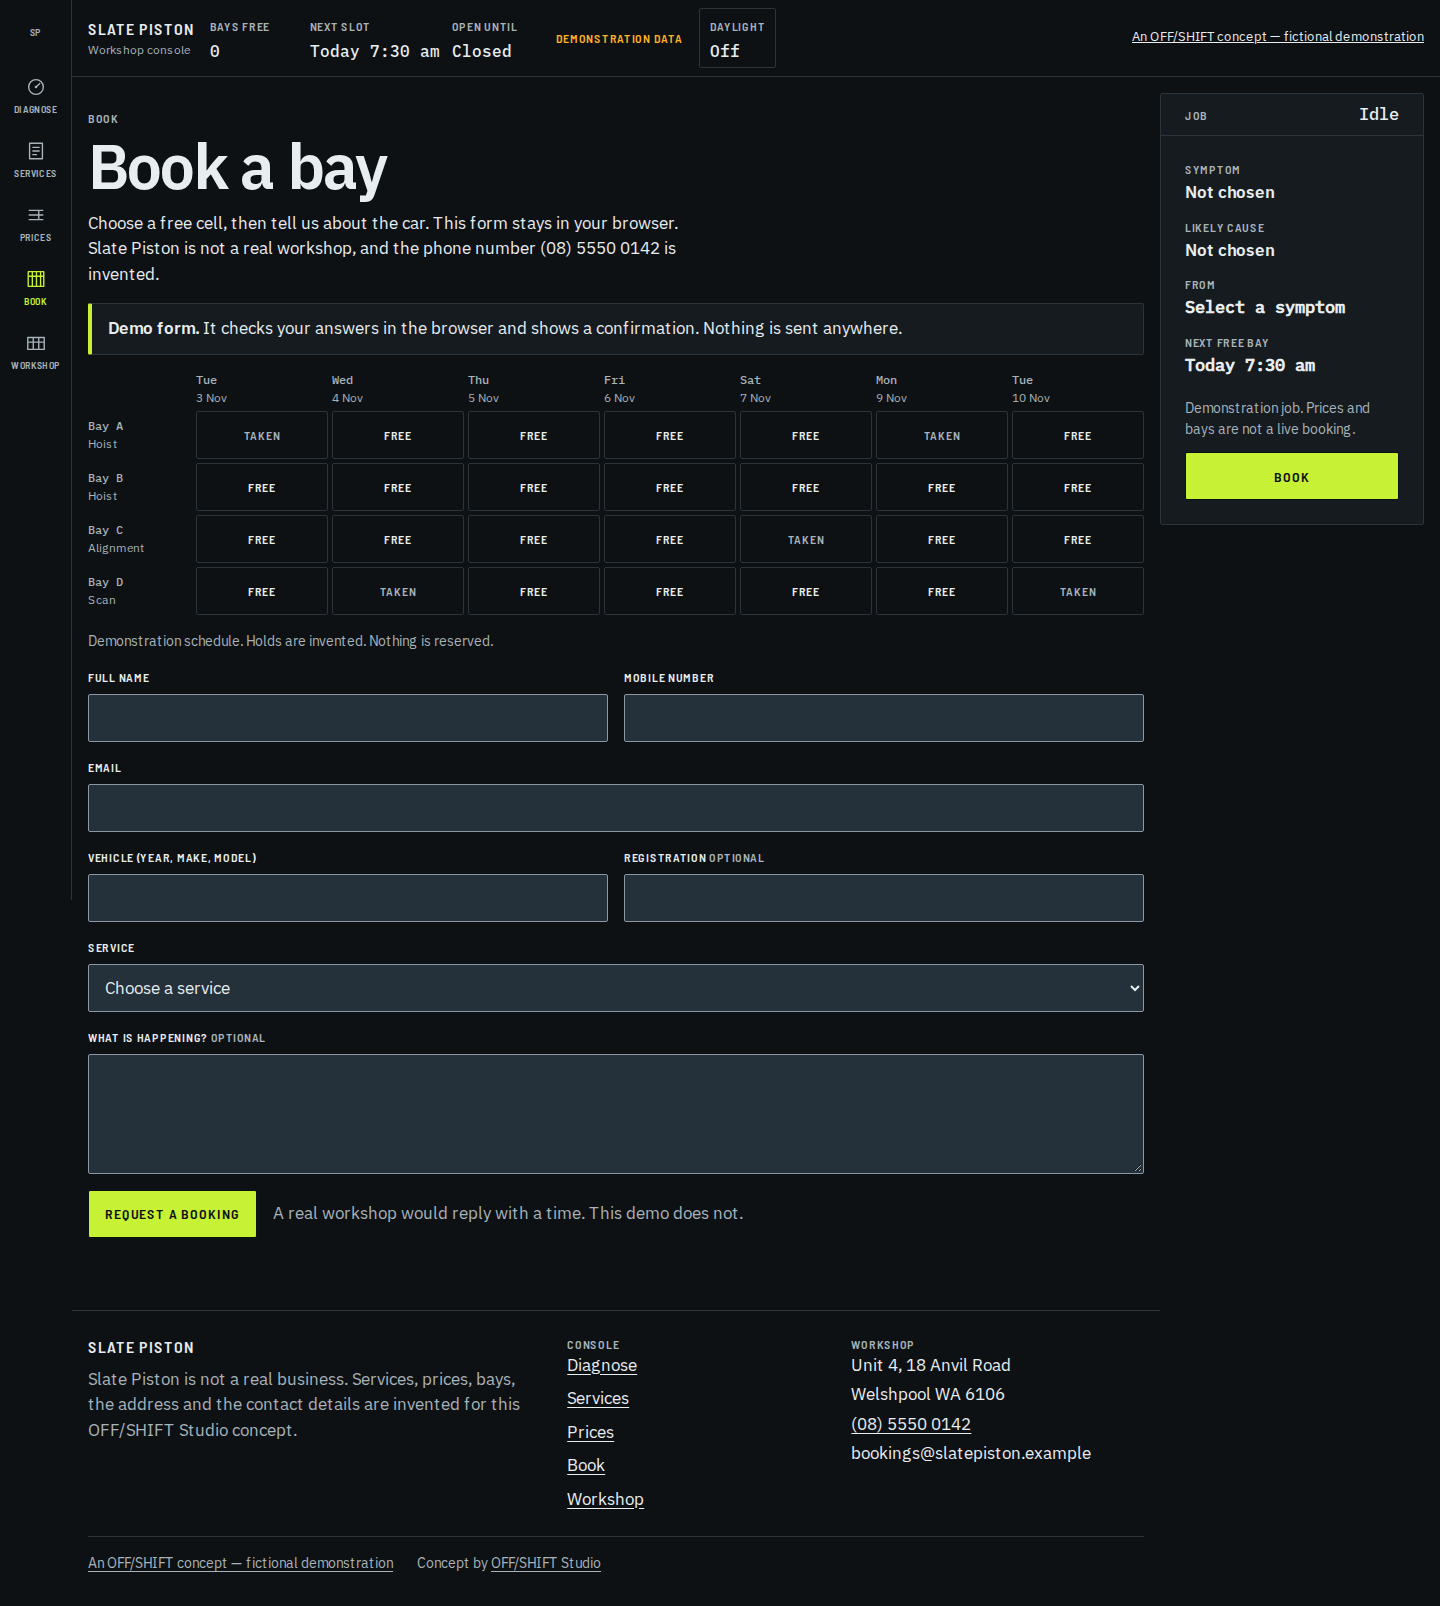 SP
DIAGNOSE
SERVICES
PRICES
BOOK
WORKSHOP
SLATE PISTON
Workshop console
BAYS FREE
0
NEXT SLOT
Today 7:30 am
OPEN UNTIL
Closed
DEMONSTRATION DATA
DAYLIGHT
Off
An OFF/SHIFT concept — fictional demonstration
BOOK
Book a bay
Choose a free cell, then tell us about the car. This form stays in your browser.
Slate Piston is not a real workshop, and the phone number (08) 5550 0142 is
invented.
Demo form. It checks your answers in the browser and shows a confirmation. Nothing is sent anywhere.
Tue Wed Thu Fri Sat Mon Tue
3 Nov 4 Nov 5 Nov 6 Nov 7 Nov 9 Nov 10 Nov
Bay A
Hoist
TAKEN FREE FREE FREE FREE TAKEN FREE
Bay B
Hoist
FREE FREE FREE FREE FREE FREE FREE
Bay C
Alignment
FREE FREE FREE FREE TAKEN FREE FREE
Bay D
Scan
FREE TAKEN FREE FREE FREE FREE TAKEN
Demonstration schedule. Holds are invented. Nothing is reserved.
FULL NAME
MOBILE NUMBER
EMAIL
VEHICLE (YEAR, MAKE, MODEL)
REGISTRATION OPTIONAL
SERVICE
Choose a service
WHAT IS HAPPENING? OPTIONAL
REQUEST A BOOKING
A real workshop would reply with a time. This demo does not.
JOB
Idle
SYMPTOM
Not chosen
LIKELY CAUSE
Not chosen
FROM
Select a symptom
NEXT FREE BAY
Today 7:30 am
Demonstration job. Prices and
bays are not a live booking.
BOOK
SLATE PISTON
Slate Piston is not a real business. Services, prices, bays,
the address and the contact details are invented for this
OFF/SHIFT Studio concept.
CONSOLE
Diagnose
Services
Prices
Book
Workshop
WORKSHOP
Unit 4, 18 Anvil Road
Welshpool WA 6106
(08) 5550 0142
bookings@slatepiston.example
An OFF/SHIFT concept — fictional demonstration
Concept by OFF/SHIFT Studio